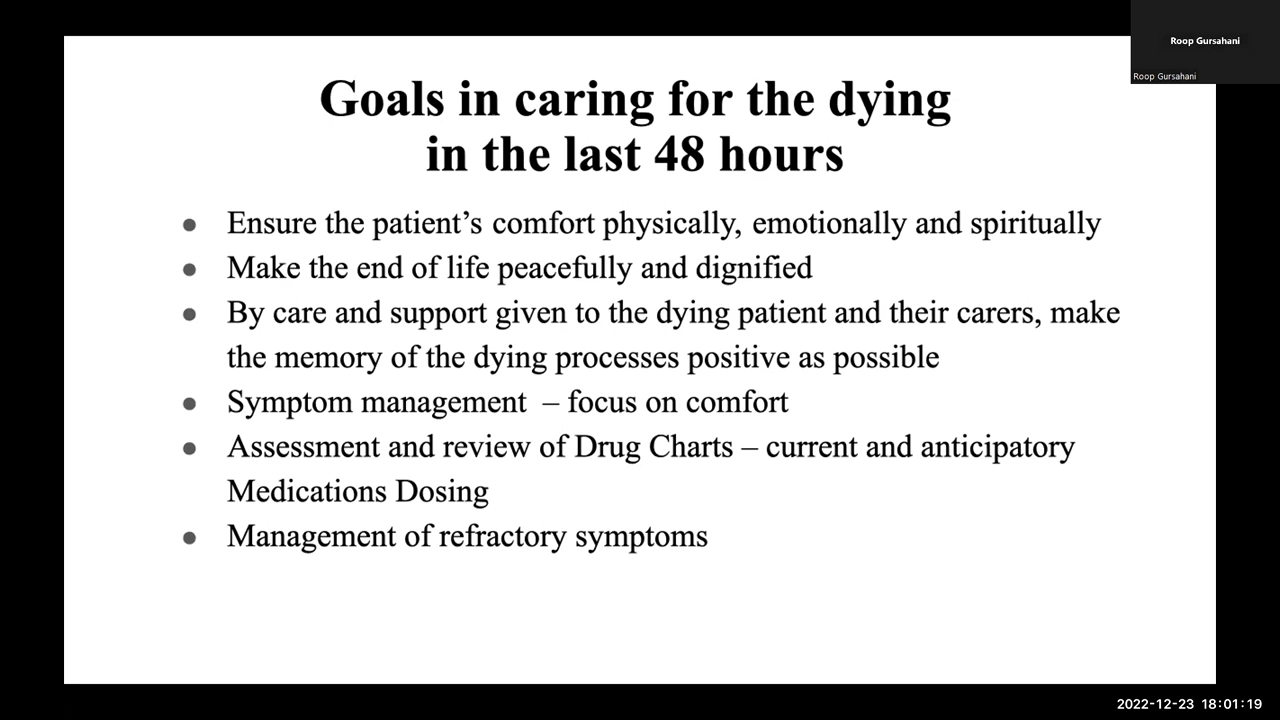 Roop Gursahani
Roop Gursahani
Goals in caring for the dying
in the last 48 hours
● Ensure the patient’s comfort physically, emotionally and spiritually
● Make the end of life peacefully and dignified
● By care and support given to the dying patient and their carers, make
the memory of the dying processes positive as possible
● Symptom management – focus on comfort
● Assessment and review of Drug Charts – current and anticipatory
Medications Dosing
● Management of refractory symptoms
2022-12-23 18:01:19